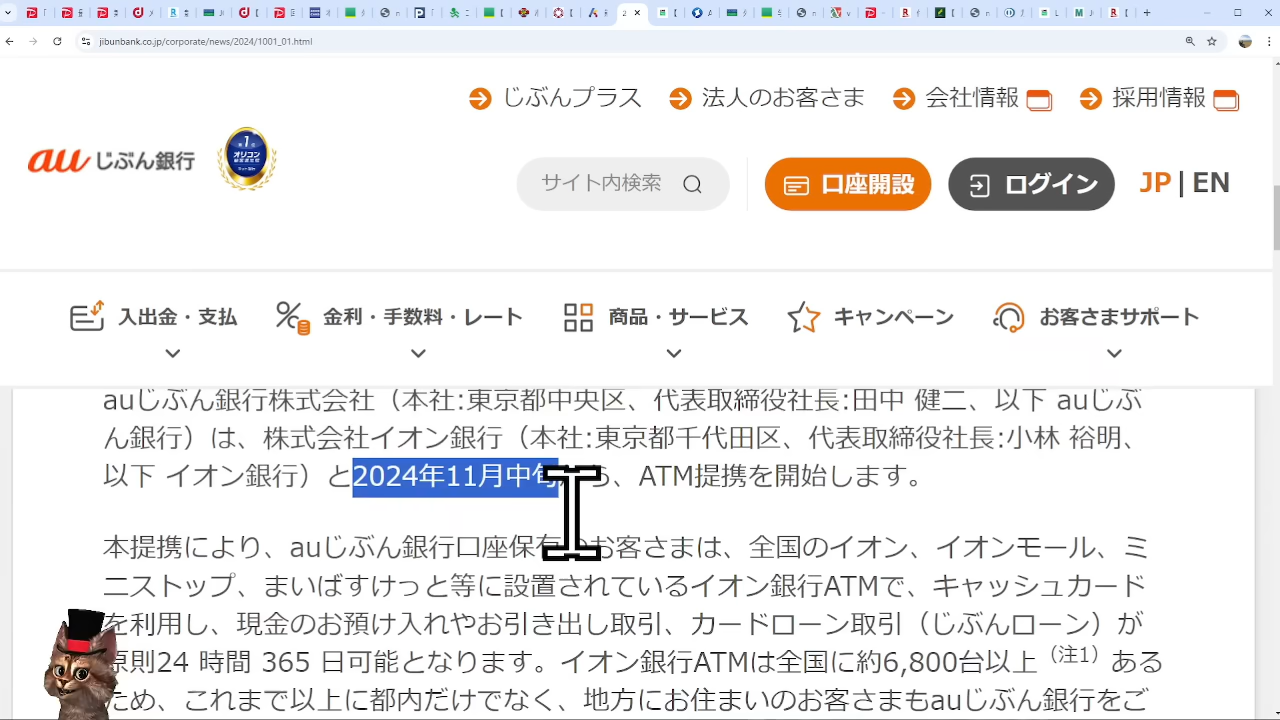 jibunbank.co.jp/corporate/news/2024/1001_01.html
じぶんプラス 法人のお客さま 会社情報 採用情報
au じぶん銀行 第1位 オリコン
サイト内検索 口座開設 ログイン JP | EN
入出金・支払 金利・手数料・レート 商品・サービス キャンペーン お客さまサポート
auじぶん銀行株式会社（本社:東京都中央区、代表取締役社長:田中 健二、以下 auじぶ
ん銀行）は、株式会社イオン銀行（本社:東京都千代田区、代表取締役社長:小林 裕明、
以下 イオン銀行）と2024年11月中旬から、ATM提携を開始します。
本提携により、auじぶん銀行口座保有のお客さまは、全国のイオン、イオンモール、ミ
ニストップ、まいばすけっと等に設置されているイオン銀行ATMで、キャッシュカード
を利用し、現金のお預け入れやお引き出し取引、カードローン取引（じぶんローン）が
原則24 時間 365 日可能となります。イオン銀行ATMは全国に約6,800台以上（注1）ある
ため、これまで以上に都内だけでなく、地方にお住まいのお客さまもauじぶん銀行をご